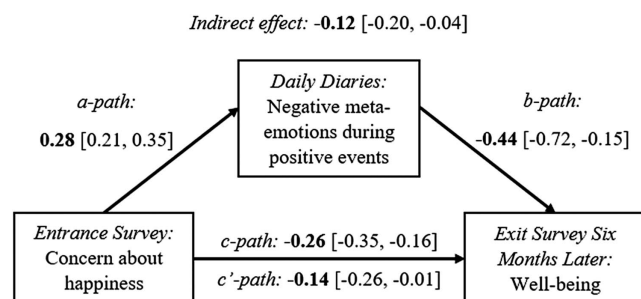 Indirect effect: -0.12 [-0.20, -0.04]
a-path:
0.28 [0.21, 0.35]
Daily Diaries:
Negative meta-
emotions during
positive events
b-path:
-0.44 [-0.72, -0.15]
Entrance Survey:
Concern about
happiness
c-path: -0.26 [-0.35, -0.16]
c'-path: -0.14 [-0.26, -0.01]
Exit Survey Six
Months Later:
Well-being